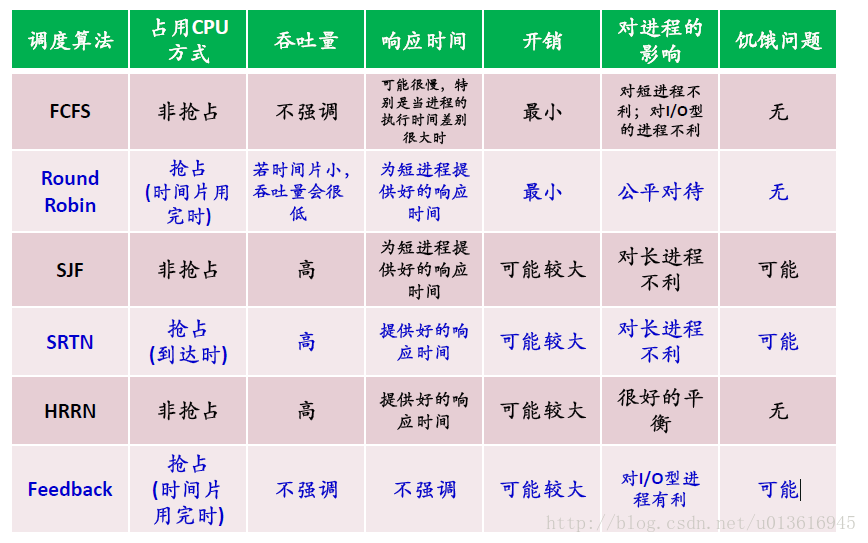 调度算法
占用CPU
方式
吞吐量
响应时间
开销
对进程的
影响
饥饿问题
FCFS
非抢占
不强调
可能很慢，特
别是当进程的
执行时间差别
很大时
最小
对短进程不
利；对I/O型
的进程不利
无
Round
Robin
抢占
(时间片用
完时)
若时间片小，
吞吐量会很
低
为短进程提
供好的响应
时间
最小
公平对待
无
SJF
非抢占
高
为短进程提
供好的响应
时间
可能较大
对长进程
不利
可能
SRTN
抢占
(到达时)
高
提供好的响
应时间
可能较大
对长进程
不利
可能
HRRN
非抢占
高
提供好的响
应时间
可能较大
很好的平
衡
无
Feedback
抢占
(时间片
用完时)
不强调
不强调
可能较大
对I/O型进
程有利
可能
http://blog.csdn.net/u013616945